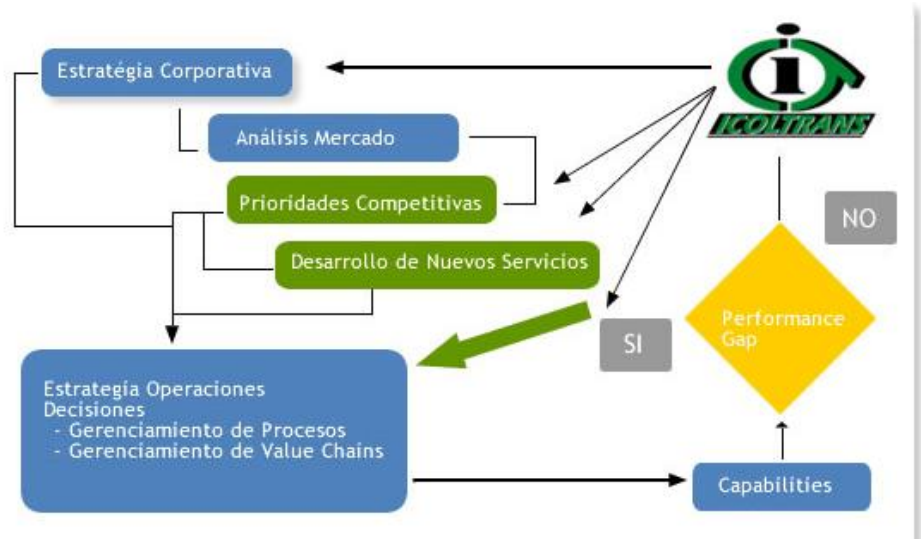 Estratégia Corporativa
ICOLTRANS
Análisis Mercado
Prioridades Competitivas
NO
Desarrollo de Nuevos Servicios
Performance
Gap
SI
Estrategia Operaciones
Decisiones
- Gerenciamiento de Procesos
- Gerenciamiento de Value Chains
Capabilities